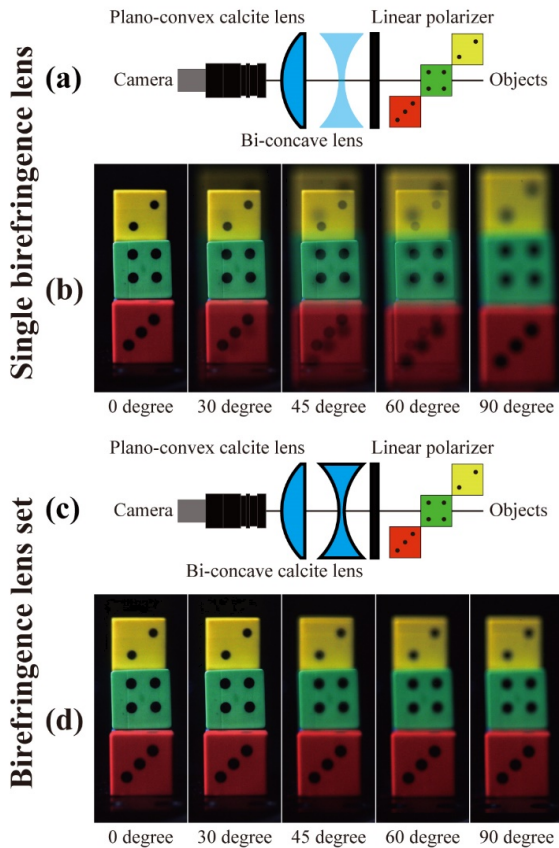 Single birefringence lens
(a)
Plano-convex calcite lens
Linear polarizer
Camera
Objects
Bi-concave lens
(b)
0 degree
30 degree
45 degree
60 degree
90 degree
Birefringence lens set
(c)
Plano-convex calcite lens
Linear polarizer
Camera
Objects
Bi-concave calcite lens
(d)
0 degree
30 degree
45 degree
60 degree
90 degree